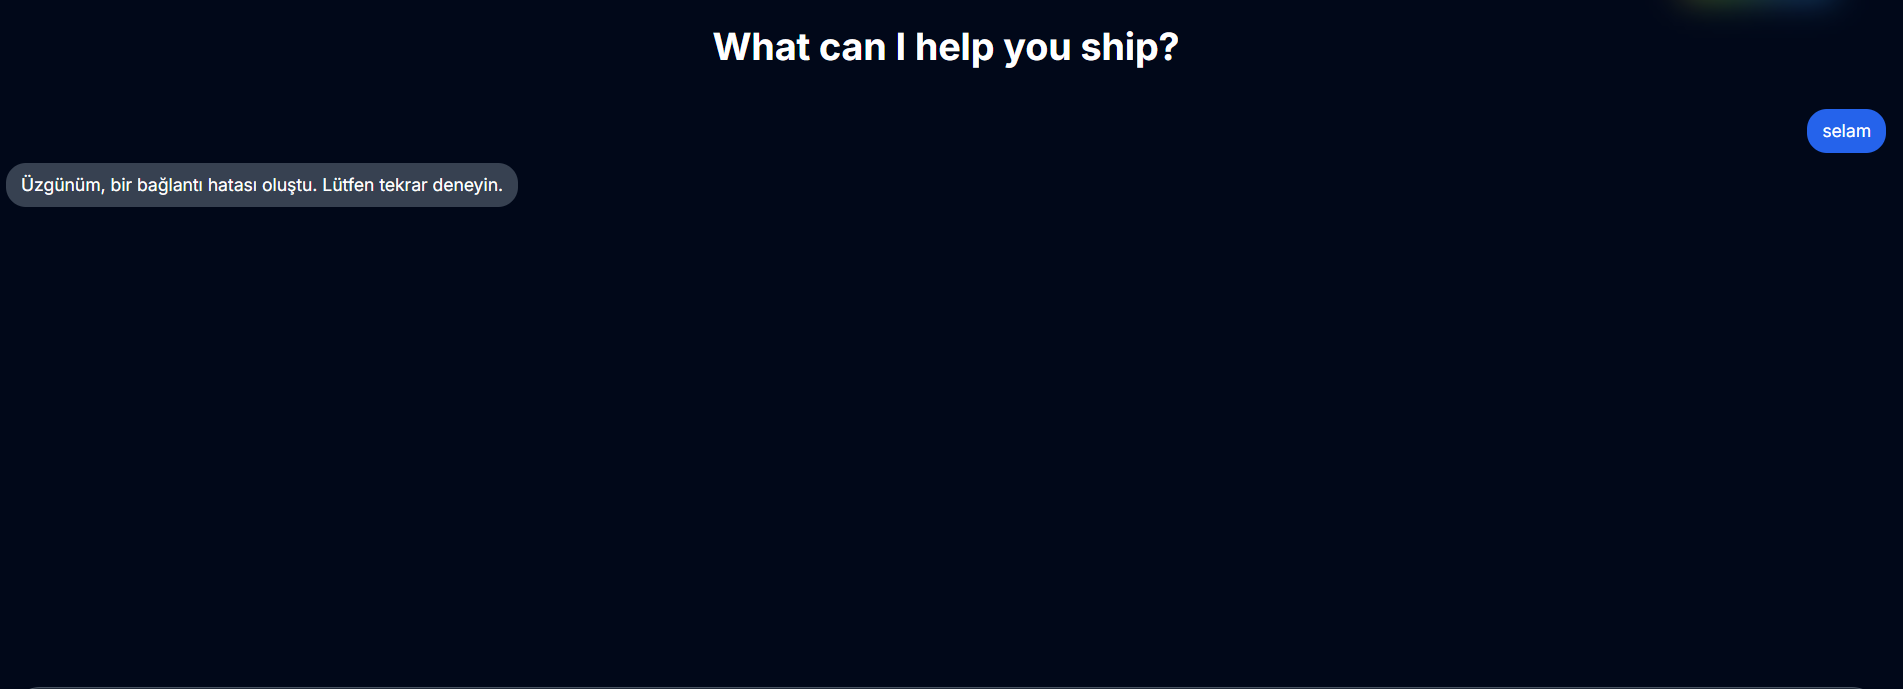 What can I help you ship?
selam
Üzgünüm, bir bağlantı hatası oluştu. Lütfen tekrar deneyin.